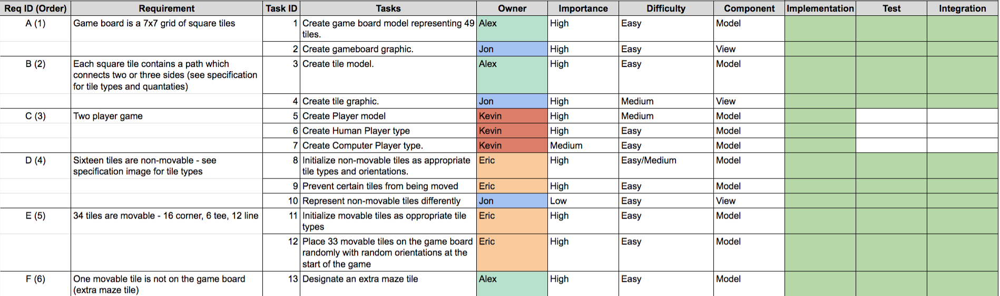 Req ID (Order) Requirement Task ID Tasks Owner Importance Difficulty Component Implementation Test Integration
A (1) Game board is a 7x7 grid of square tiles 1 Create game board model representing 49 Alex High Easy Model
tiles.
2 Create gameboard graphic. Jon High Easy View
B (2) Each square tile contains a path which 3 Create tile model. Alex High Easy Model
connects two or three sides (see specification
for tile types and quantaties)
4 Create tile graphic. Jon High Medium View
C (3) Two player game 5 Create Player model Kevin High Medium Model
6 Create Human Player type Kevin High Easy Model
7 Create Computer Player type. Kevin Medium Easy Model
D (4) Sixteen tiles are non-movable - see 8 Initialize non-movable tiles as appropriate Eric High Easy/Medium Model
specification image for tile types tile types and orientations.
9 Prevent certain tiles from being moved Eric High Easy Model
10 Represent non-movable tiles differently Jon Low Easy View
E (5) 34 tiles are movable - 16 corner, 6 tee, 12 line 11 Initialize movable tiles as oppropriate tile Eric High Easy Model
types
12 Place 33 movable tiles on the game board Eric High Easy Model
randomly with random orientations at the
start of the game
F (6) One movable tile is not on the game board 13 Designate an extra maze tile Alex High Easy Model
(extra maze tile)